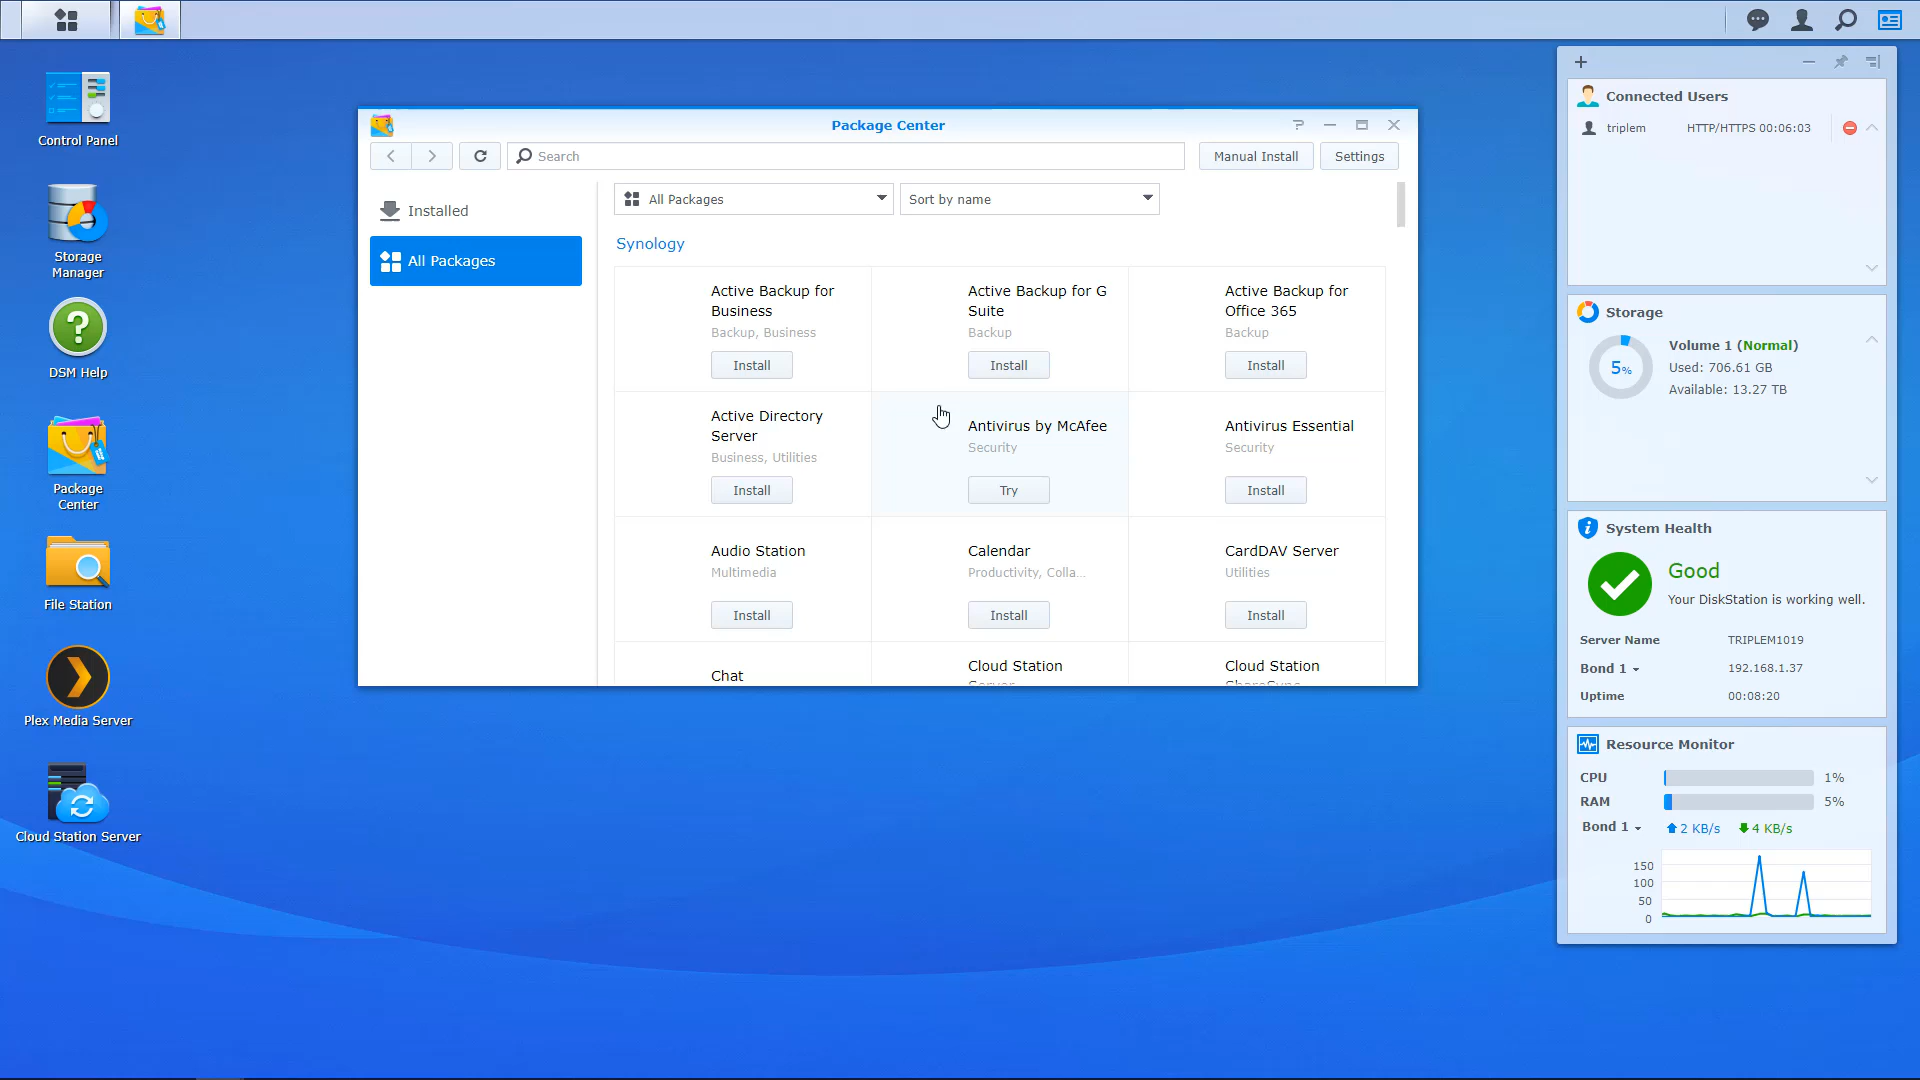 Control Panel
Storage
Manager
DSM Help
Package
Center
File Station
Plex Media Server
Cloud Station Server
Package Center
Search
Manual Install
Settings
Installed
All Packages
All Packages
Sort by name
Synology
Active Backup for
Business
Backup, Business
Install
Active Backup for G
Suite
Backup
Install
Active Backup for
Office 365
Backup
Install
Active Directory
Server
Business, Utilities
Install
Antivirus by McAfee
Security
Try
Antivirus Essential
Security
Install
Audio Station
Multimedia
Install
Calendar
Productivity, Colla...
Install
CardDAV Server
Utilities
Install
Chat
Cloud Station
Server
Cloud Station
ShareSync
Connected Users
triplem HTTP/HTTPS 00:06:03
Storage
5%
Volume 1 (Normal)
Used: 706.61 GB
Available: 13.27 TB
System Health
Good
Your DiskStation is working well.
Server Name TRIPLEM1019
Bond 1 192.168.1.37
Uptime 00:08:20
Resource Monitor
CPU 1%
RAM 5%
Bond 1 2 KB/s 4 KB/s
150
100
50
0